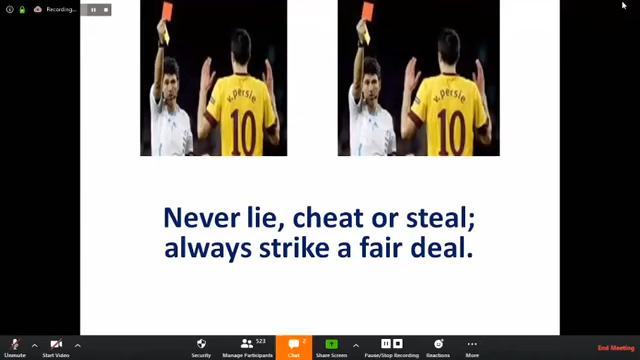 Recording...
v.persie
10
v.persie
10
Never lie, cheat or steal;
always strike a fair deal.
523
2
Unmute
Start Video
Security
Manage Participants
Chat
Share Screen
Pause/Stop Recording
Reactions
More
End Meeting